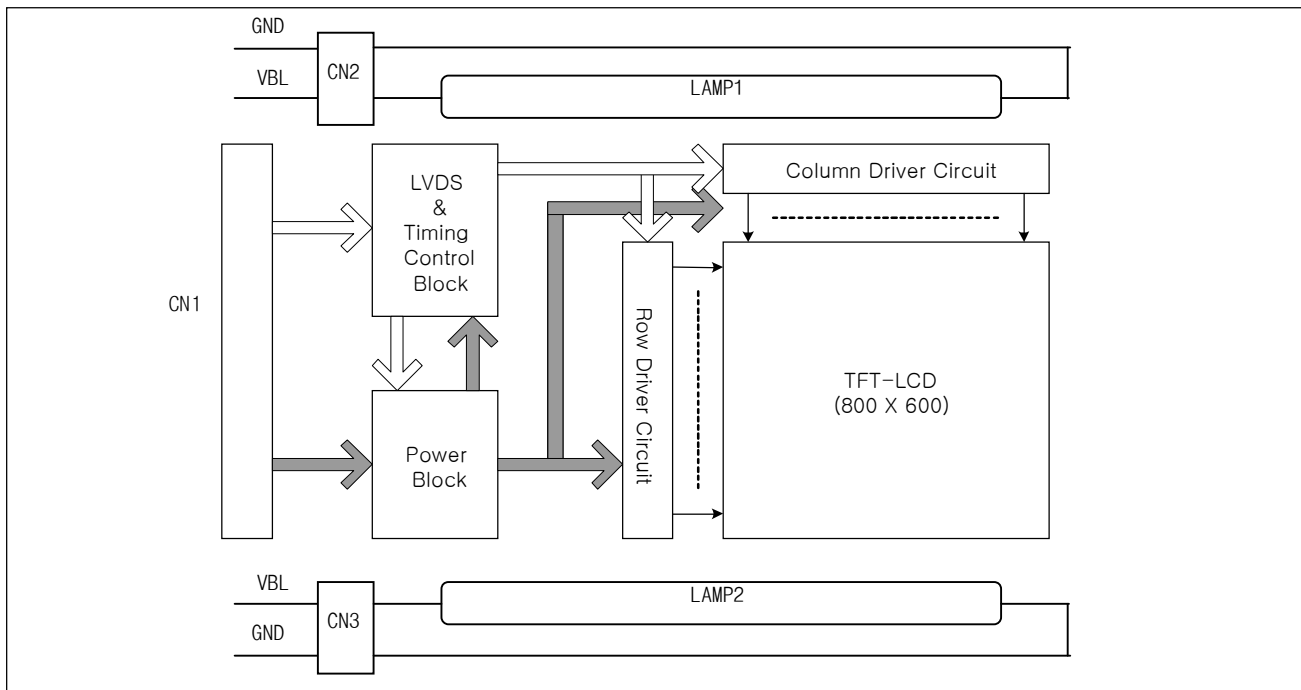 GND
CN2
VBL
LAMP1
LVDS
&
Timing
Control
Block
Column Driver Circuit
CN1
Row Driver Circuit
TFT-LCD
(800 X 600)
Power
Block
VBL
LAMP2
CN3
GND